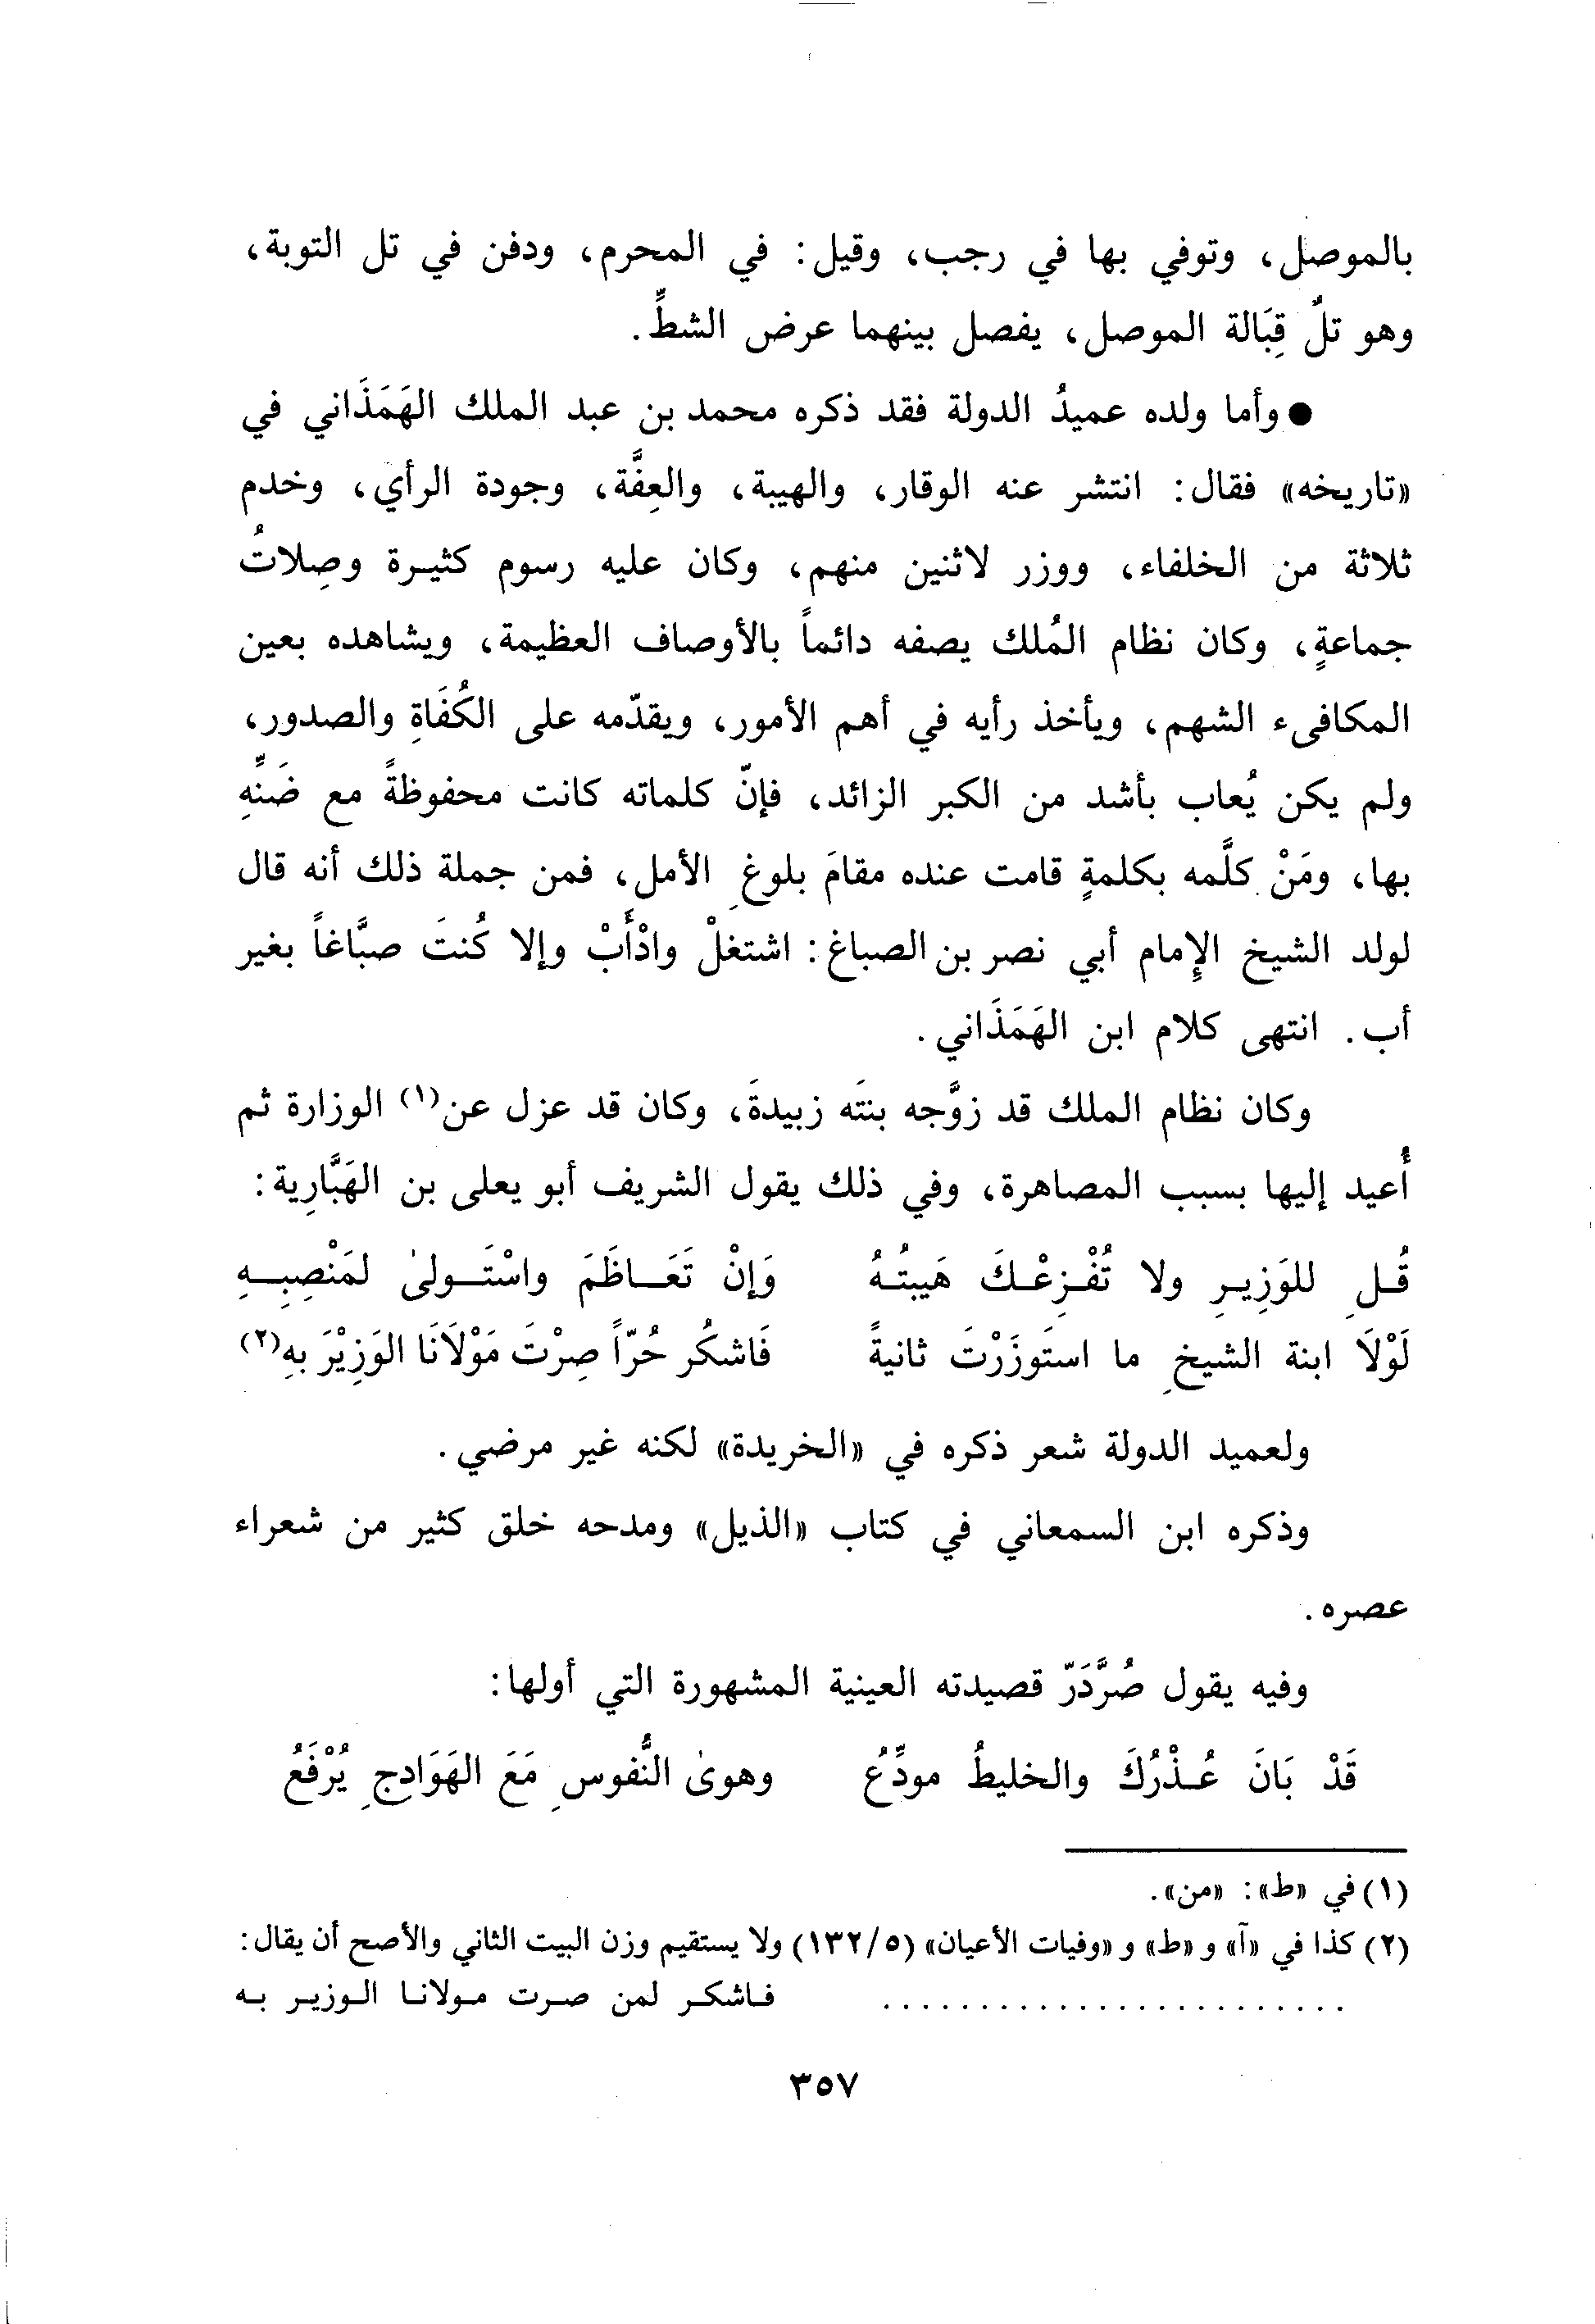 بالموصل، وتوفي بها في رجب، وقيل: في المحرم، ودفن في تل التوبة،
وهو تلٌ قِبَالة الموصل، يفصل بينهما عرض الشطِّ.
● وأما ولده عميدُ الدولة فقد ذكره محمد بن عبد الملك الهَمَذَاني في
«تاريخه» فقال: انتشر عنه الوقار، والهيبة، والعِفَّة، وجودة الرأي، وخدم
ثلاثة من الخلفاء، ووزر لاثنين منهم، وكان عليه رسوم كثيرة وصِلاتُ
جماعةٍ، وكان نظام المُلك يصفه دائماً بالأوصاف العظيمة، ويشاهده بعين
المكافىء الشهم، ويأخذ رأيه في أهم الأمور، ويقدّمه على الكُفَاةِ والصدور،
ولم يكن يُعاب بأشد من الكبر الزائد، فإنّ كلماته كانت محفوظةً مع ضَنِّهِ
بها، ومَنْ كلَّمه بكلمةٍ قامت عنده مقامَ بلوغِ الأمل، فمن جملة ذلك أنه قال
لولد الشيخ الإِمام أبي نصر بن الصباغ: اشتغلْ وادْأَبْ وإلا كُنتَ صبَّاغاً بغير
أب. انتهى كلام ابن الهَمَذَاني.
وكان نظام الملك قد زوَّجه بنتَه زبيدةَ، وكان قد عزل عن(١) الوزارة ثم
أُعيد إليها بسبب المصاهرة، وفي ذلك يقول الشريف أبو يعلى بن الهَبَّارِية:
قُـلِ للوَزِيـرِ ولا تُفْـزِعْـكَ هَيبتُـهُ وَإنْ تَعَـاظَمَ واسْتَـولىٰ لمَنْصِبِـهِ
لَوْلَا ابنة الشيخِ ما استَوزَرْتَ ثانيةً فَاشكُر حُرّاً صِرْتَ مَوْلَانَا الوَزِيْرَ بهِ(٢)
ولعميد الدولة شعر ذكره في «الخريدة» لكنه غير مرضي.
وذكره ابن السمعاني في كتاب «الذيل» ومدحه خلق كثير من شعراء
عصره.
وفيه يقول صُرَّدَرّ قصيدته العينية المشهورة التي أولها:
قَدْ بَانَ عُـذْرُكَ والخليطُ مودِّعُ وهوىٰ النُّفوسِ مَعَ الهَوَادجِ يُرْفَعُ
(١) في «ط»: «من».
(٢) كذا في «آ» و «ط» و «وفيات الأعيان» (١٣٢/٥) ولا يستقيم وزن البيت الثاني والأصح أن يقال:
........................ فـاشكـر لمن صـرت مـولانـا الـوزيـر بـه
٣٥٧